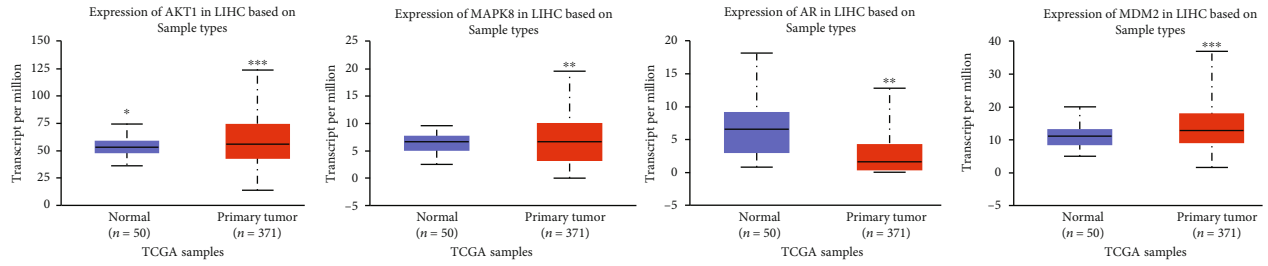 Expression of AKT1 in LIHC based on
Sample types
Transcript per million
150
125
100
75
50
25
0
*
***
Normal
(n = 50)
Primary tumor
(n = 371)
TCGA samples
Expression of MAPK8 in LIHC based on
Sample types
Transcript per million
25
20
15
10
5
0
–5
**
Normal
(n = 50)
Primary tumor
(n = 371)
TCGA samples
Expression of AR in LIHC based on
Sample types
Transcript per million
20
15
10
5
0
–5
**
Normal
(n = 50)
Primary tumor
(n = 371)
TCGA samples
Expression of MDM2 in LIHC based on
Sample types
Transcript per million
40
30
20
10
0
–10
***
Normal
(n = 50)
Primary tumor
(n = 371)
TCGA samples